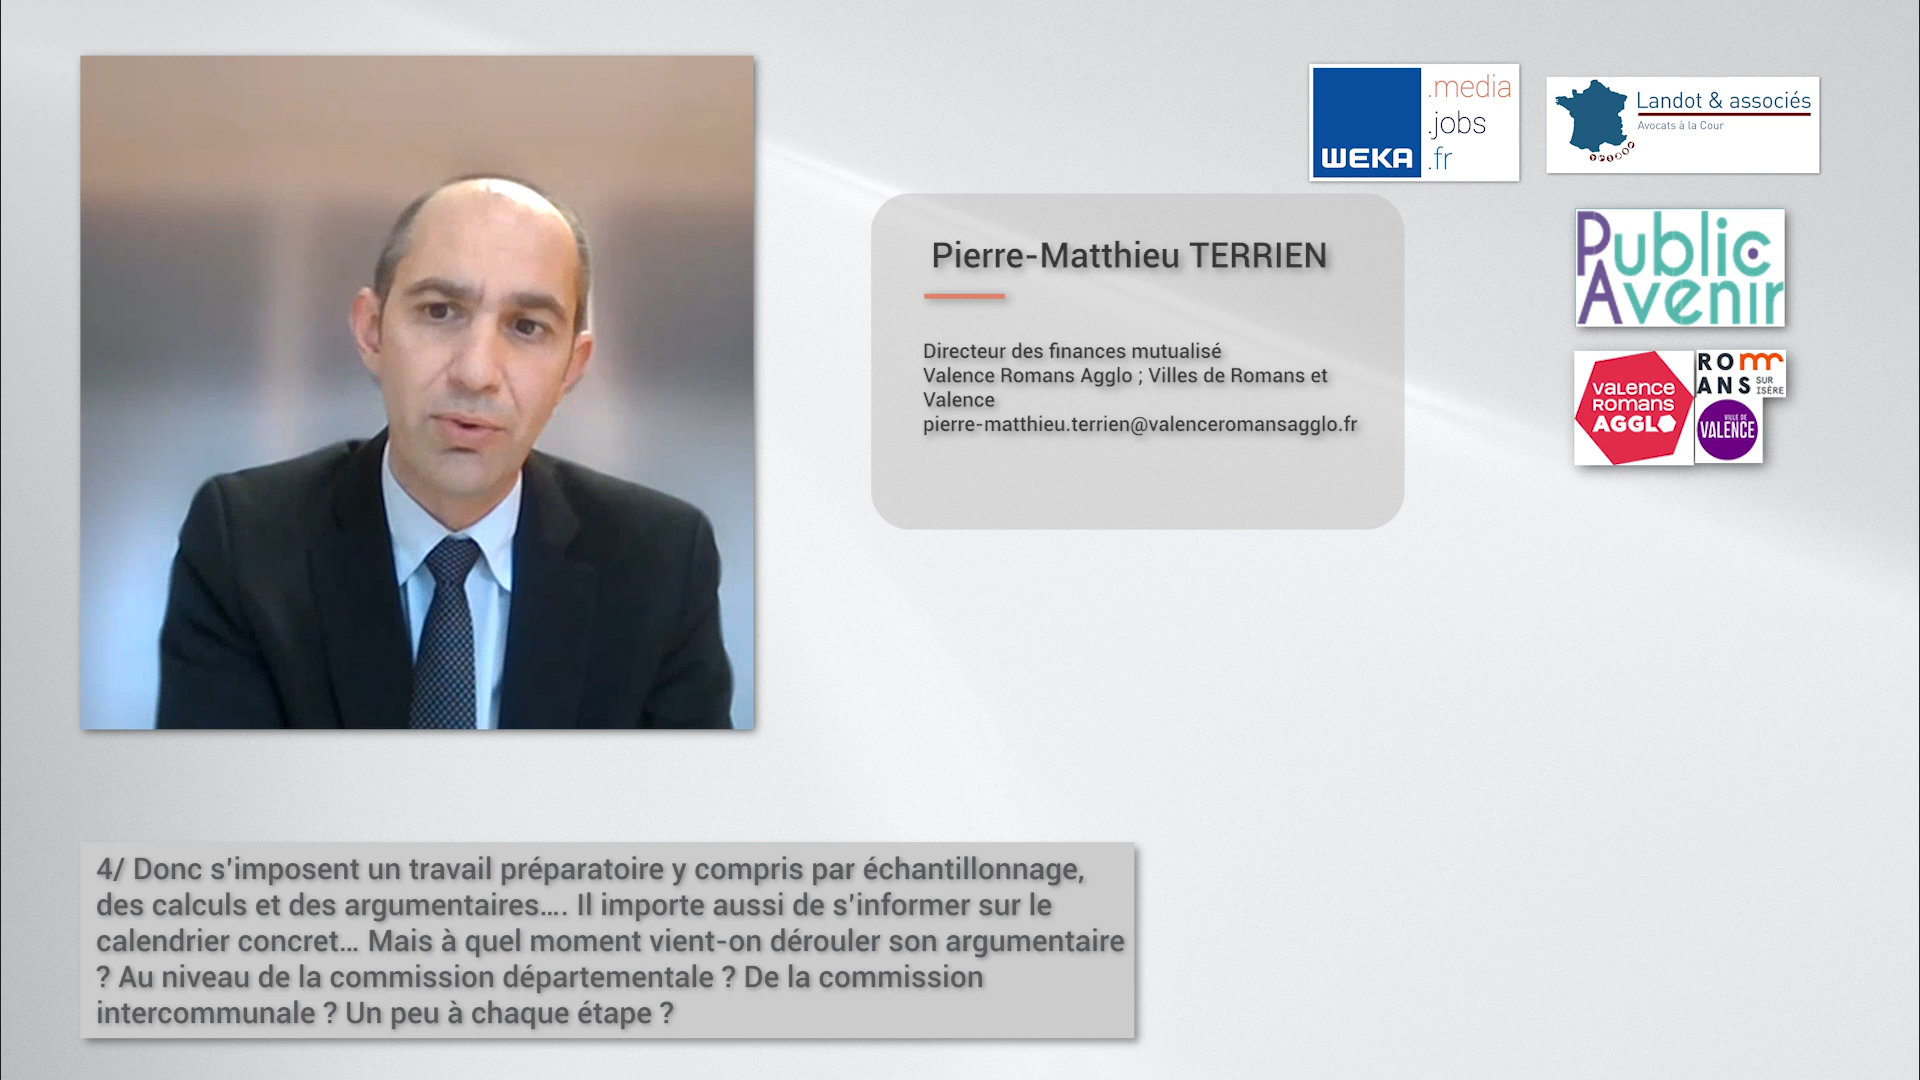 WEKA
.media
.jobs
.fr
Landot & associés
Avocats à la Cour
Pierre-Matthieu TERRIEN
Directeur des finances mutualisé
Valence Romans Agglo ; Villes de Romans et
Valence
pierre-matthieu.terrien@valenceromansagglo.fr
Public
Avenir
valence
Romans
AGGLO
ROMANS
SUR
ISÈRE
VILLE DE
VALENCE
4/ Donc s'imposent un travail préparatoire y compris par échantillonnage,
des calculs et des argumentaires.... Il importe aussi de s'informer sur le
calendrier concret... Mais à quel moment vient-on dérouler son argumentaire
? Au niveau de la commission départementale ? De la commission
intercommunale ? Un peu à chaque étape ?